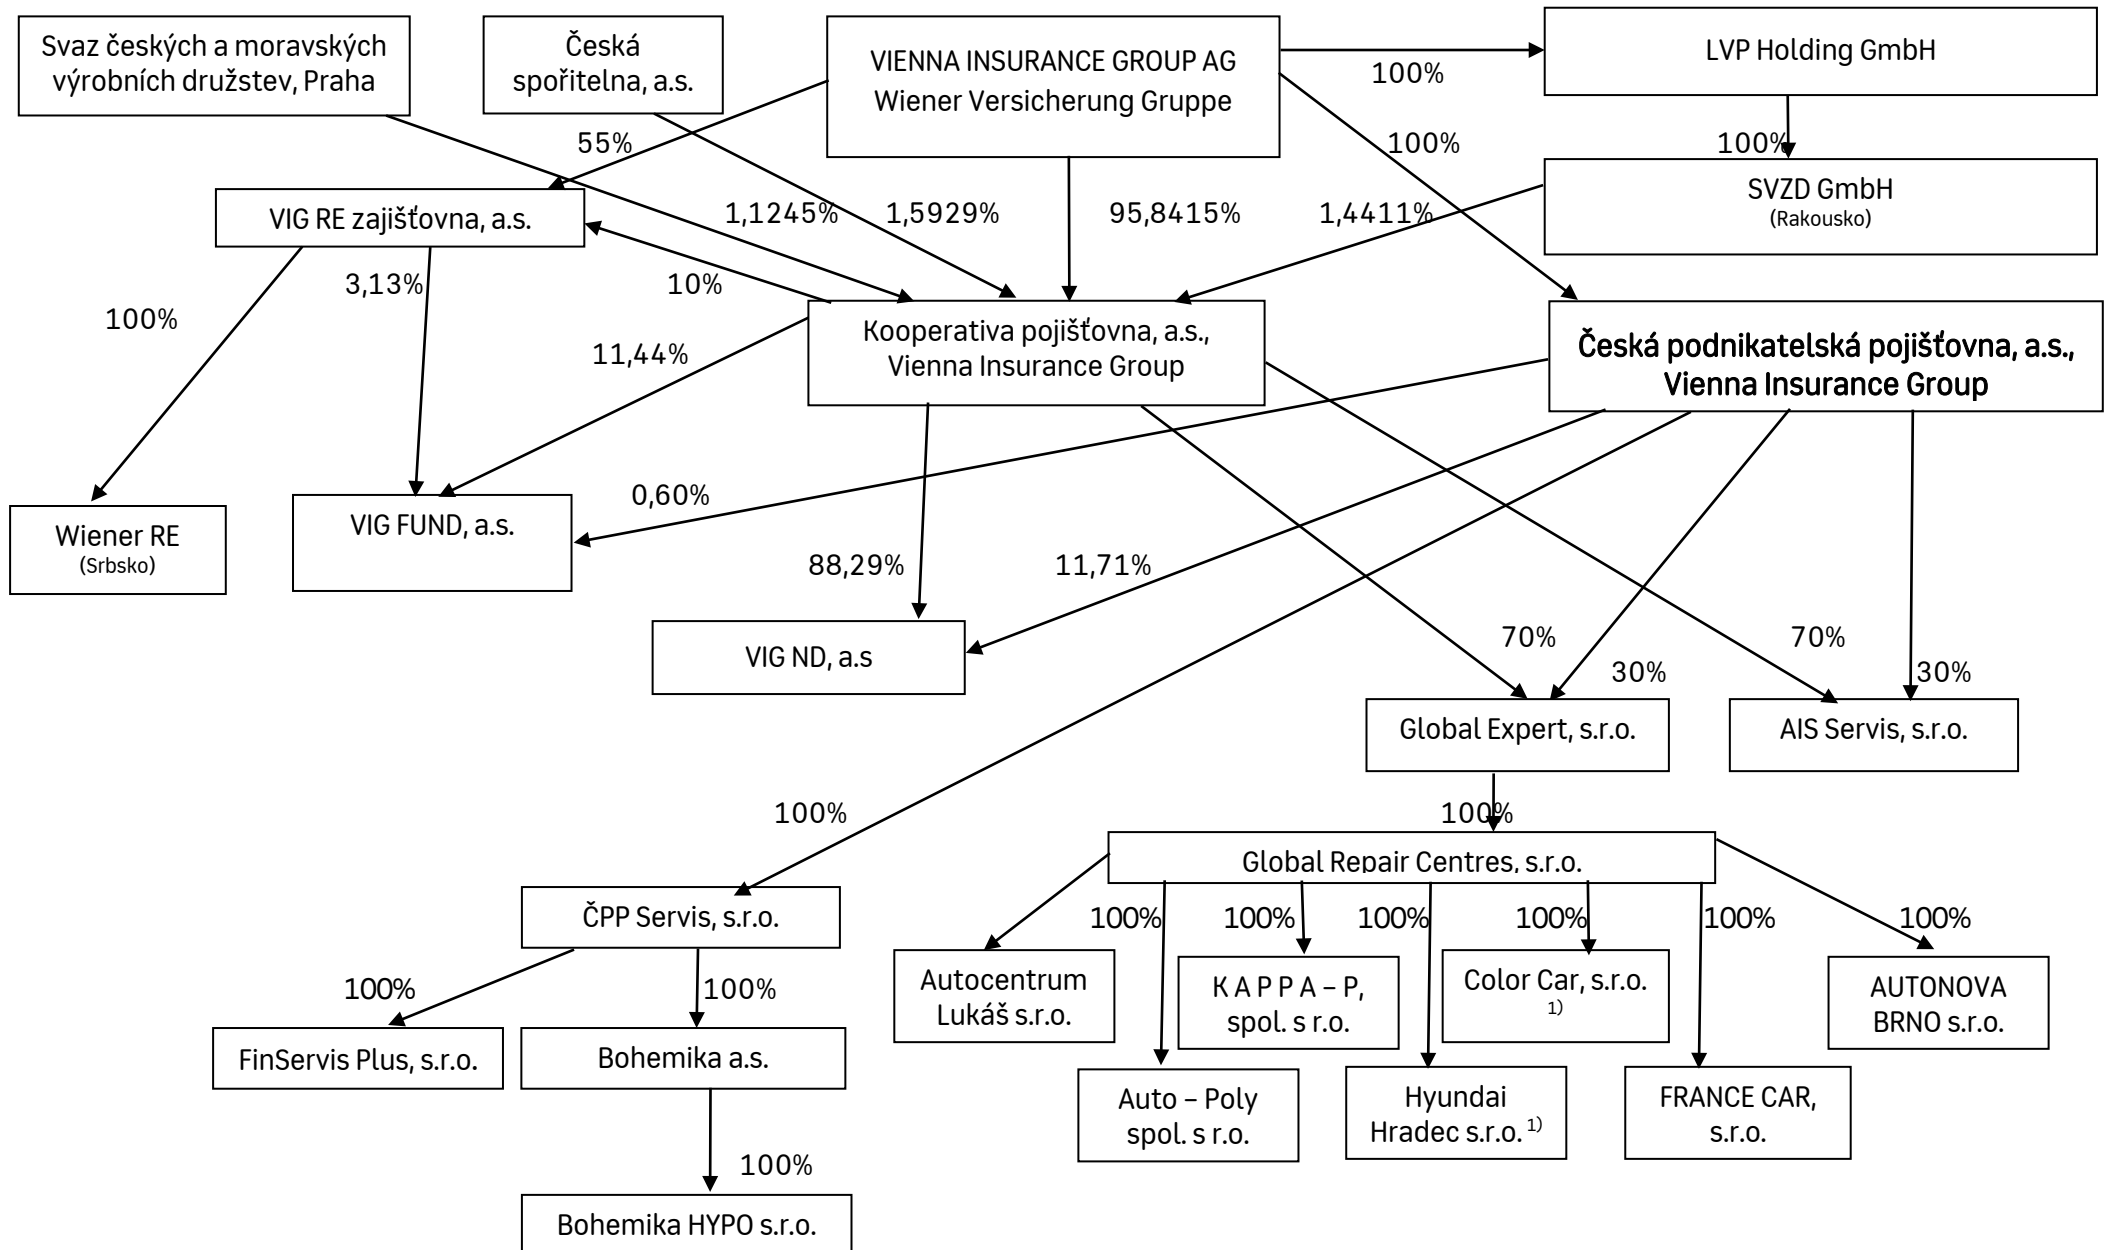 Svaz českých a moravských
výrobních družstev, Praha
Česká
spořitelna, a.s.
VIENNA INSURANCE GROUP AG
Wiener Versicherung Gruppe
LVP Holding GmbH
100%
55%
100%
100%
SVZD GmbH
(Rakousko)
VIG RE zajišťovna, a.s.
1,1245%
1,5929%
95,8415%
1,4411%
3,13%
10%
100%
11,44%
Kooperativa pojišťovna, a.s.,
Vienna Insurance Group
Česká podnikatelská pojišťovna, a.s.,
Vienna Insurance Group
0,60%
Wiener RE
(Srbsko)
VIG FUND, a.s.
88,29%
11,71%
VIG ND, a.s
70%
70%
30%
30%
Global Expert, s.r.o.
AIS Servis, s.r.o.
100%
100%
Global Repair Centres, s.r.o.
ČPP Servis, s.r.o.
100%
100%
100%
100%
100%
100%
100%
100%
Autocentrum
Lukáš s.r.o.
K A P P A – P,
spol. s r.o.
Color Car, s.r.o.
1)
AUTONOVA
BRNO s.r.o.
FinServis Plus, s.r.o.
Bohemika a.s.
Auto – Poly
spol. s r.o.
Hyundai
Hradec s.r.o. 1)
FRANCE CAR,
s.r.o.
100%
Bohemika HYPO s.r.o.